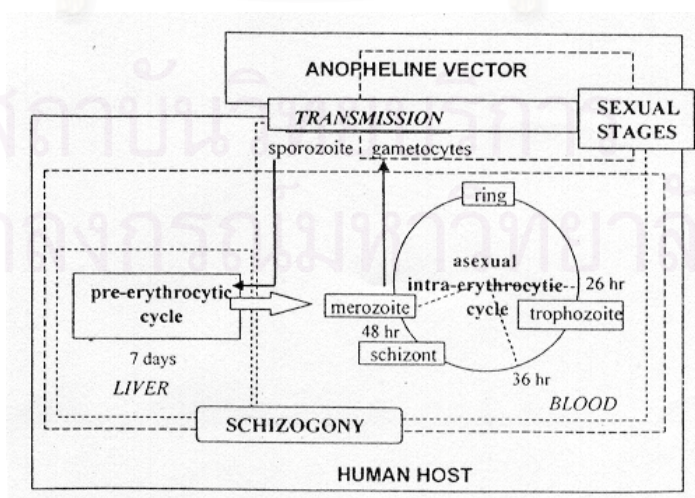 ANOPHELINE VECTOR
TRANSMISSION
SEXUAL
STAGES
sporozoite gametocytes
ring
asexual
intra-erythrocytic
cycle
26 hr
trophozoite
pre-erythrocytic
cycle
merozoite
48 hr
schizont
36 hr
7 days
LIVER
BLOOD
SCHIZOGONY
HUMAN HOST